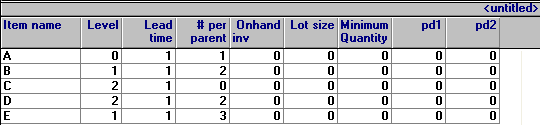 <untitled>
Item name Level Lead time # per parent Onhand inv Lot size Minimum Quantity pd1 pd2
A 0 1 1 0 0 0 0 0
B 1 1 2 0 0 0 0 0
C 2 1 0 0 0 0 0 0
D 2 1 2 0 0 0 0 0
E 1 1 3 0 0 0 0 0